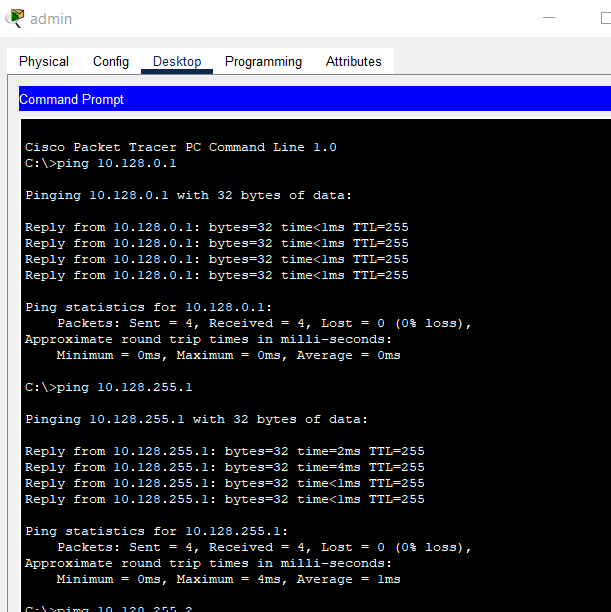 admin
Physical Config Desktop Programming Attributes
Command Prompt
Cisco Packet Tracer PC Command Line 1.0
C:\>ping 10.128.0.1
Pinging 10.128.0.1 with 32 bytes of data:
Reply from 10.128.0.1: bytes=32 time<1ms TTL=255
Reply from 10.128.0.1: bytes=32 time<1ms TTL=255
Reply from 10.128.0.1: bytes=32 time<1ms TTL=255
Reply from 10.128.0.1: bytes=32 time<1ms TTL=255
Ping statistics for 10.128.0.1:
Packets: Sent = 4, Received = 4, Lost = 0 (0% loss),
Approximate round trip times in milli-seconds:
Minimum = 0ms, Maximum = 0ms, Average = 0ms
C:\>ping 10.128.255.1
Pinging 10.128.255.1 with 32 bytes of data:
Reply from 10.128.255.1: bytes=32 time=2ms TTL=255
Reply from 10.128.255.1: bytes=32 time=4ms TTL=255
Reply from 10.128.255.1: bytes=32 time<1ms TTL=255
Reply from 10.128.255.1: bytes=32 time<1ms TTL=255
Ping statistics for 10.128.255.1:
Packets: Sent = 4, Received = 4, Lost = 0 (0% loss),
Approximate round trip times in milli-seconds:
Minimum = 0ms, Maximum = 4ms, Average = 1ms